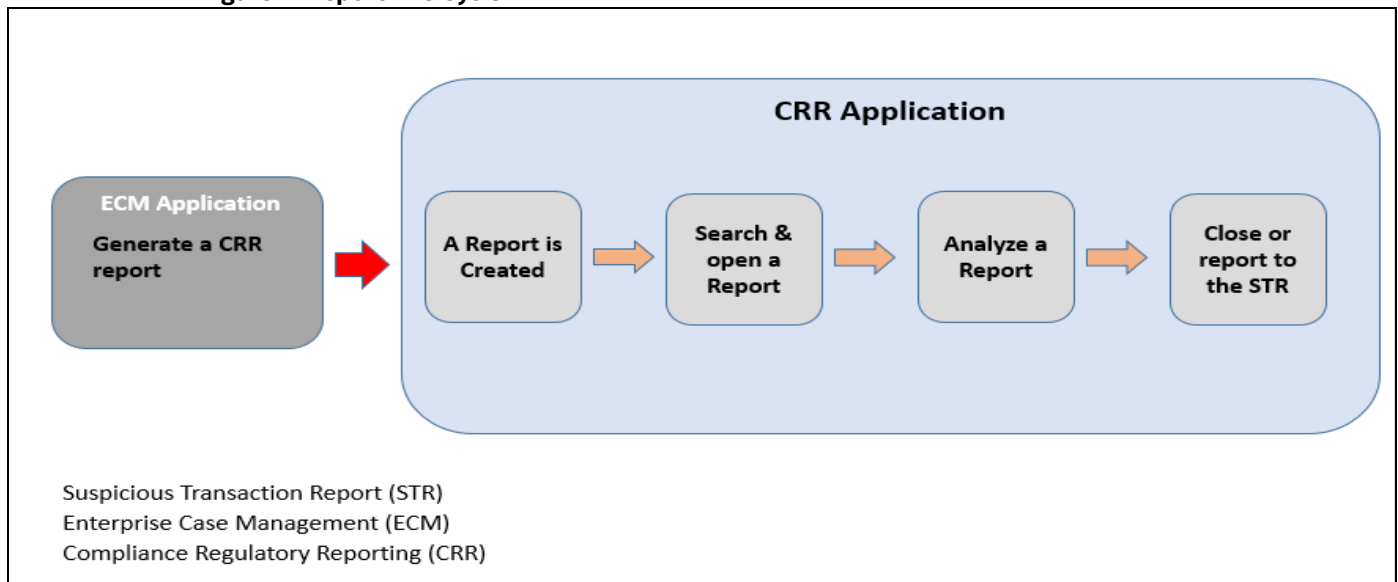 CRR Application
ECM Application
Generate a CRR
report
A Report is
Created
Search &
open a
Report
Analyze a
Report
Close or
report to
the STR
Suspicious Transaction Report (STR)
Enterprise Case Management (ECM)
Compliance Regulatory Reporting (CRR)